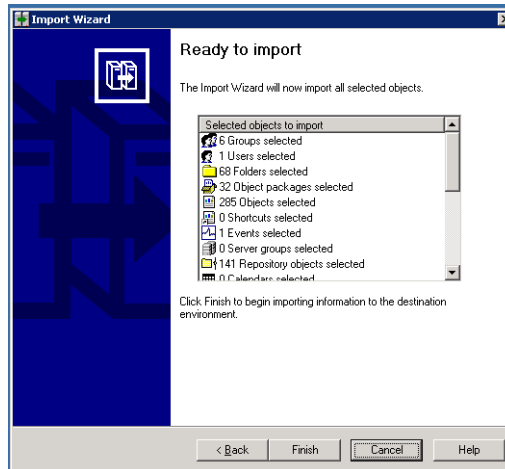 Import Wizard
Ready to import
The Import Wizard will now import all selected objects.
Selected objects to import
6 Groups selected
1 Users selected
68 Folders selected
32 Object packages selected
285 Objects selected
0 Shortcuts selected
1 Events selected
0 Server groups selected
141 Repository objects selected
0 Calendars selected
Click Finish to begin importing information to the destination
environment.
< Back Finish Cancel Help